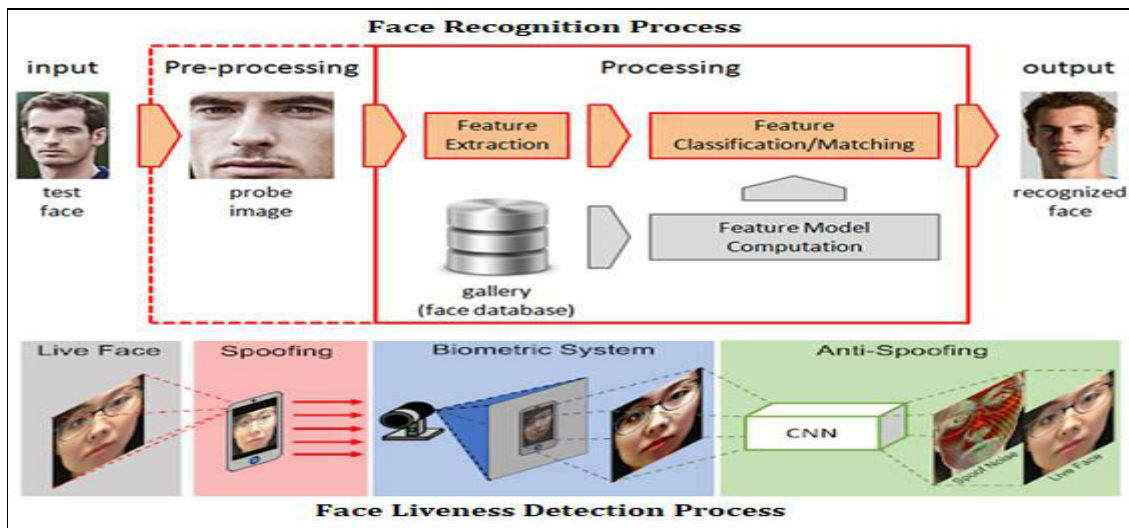 Face Recognition Process
input
Pre-processing
Processing
output
test
face
probe
image
Feature
Extraction
Feature
Classification/Matching
recognized
face
gallery
(face database)
Feature Model
Computation
Live Face
Spoofing
Biometric System
Anti-Spoofing
CNN
Spoof Noise
Live Face
Face Liveness Detection Process